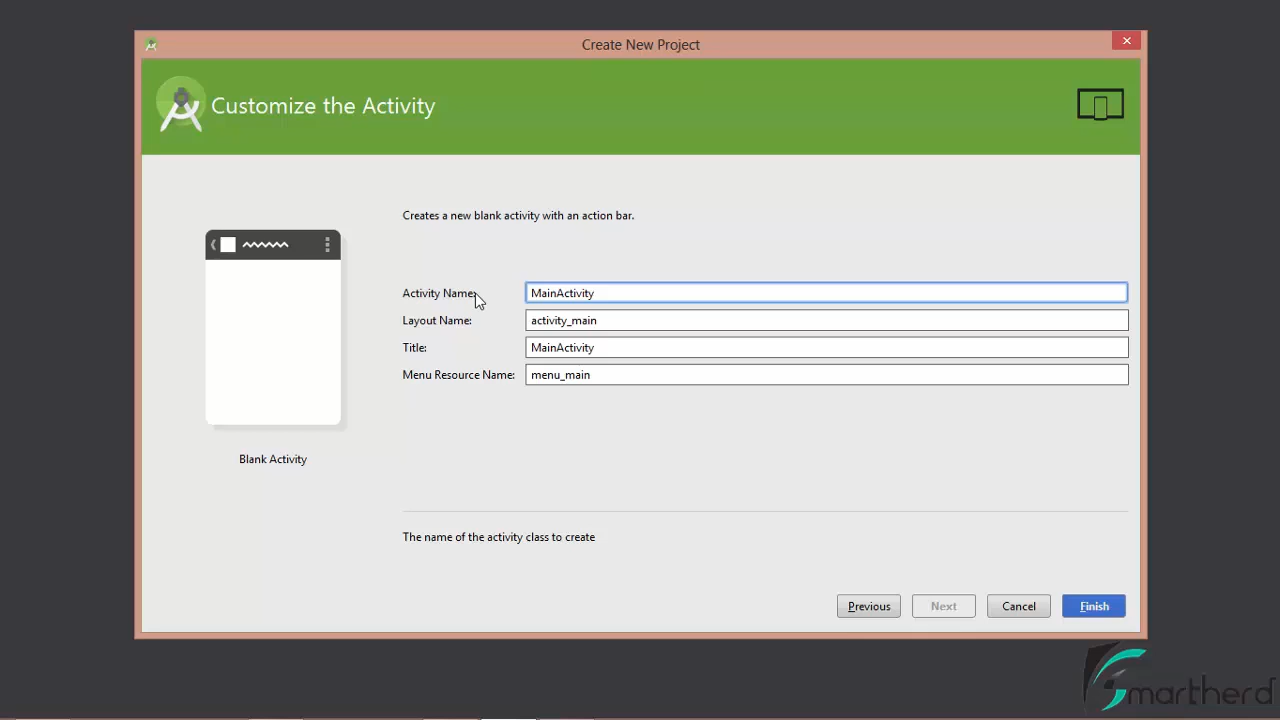 Create New Project
Customize the Activity
Creates a new blank activity with an action bar.
Activity Name:
MainActivity
Layout Name:
activity_main
Title:
MainActivity
Menu Resource Name:
menu_main
Blank Activity
The name of the activity class to create
Previous
Next
Cancel
Finish
Smartherd